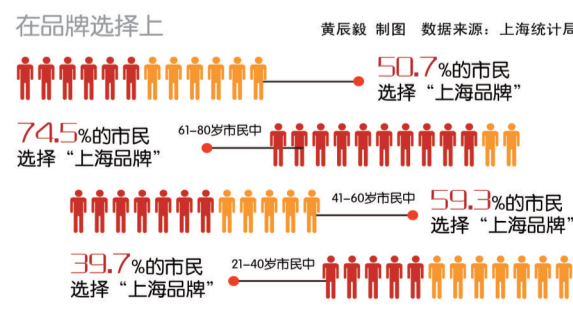 在品牌选择上
黄辰毅 制图 数据来源：上海统计局
50.7%的市民
选择“上海品牌”
74.5%的市民
选择“上海品牌”
61-80岁市民中
41-60岁市民中
59.3%的市民
选择“上海品牌”
39.7%的市民
选择“上海品牌”
21-40岁市民中